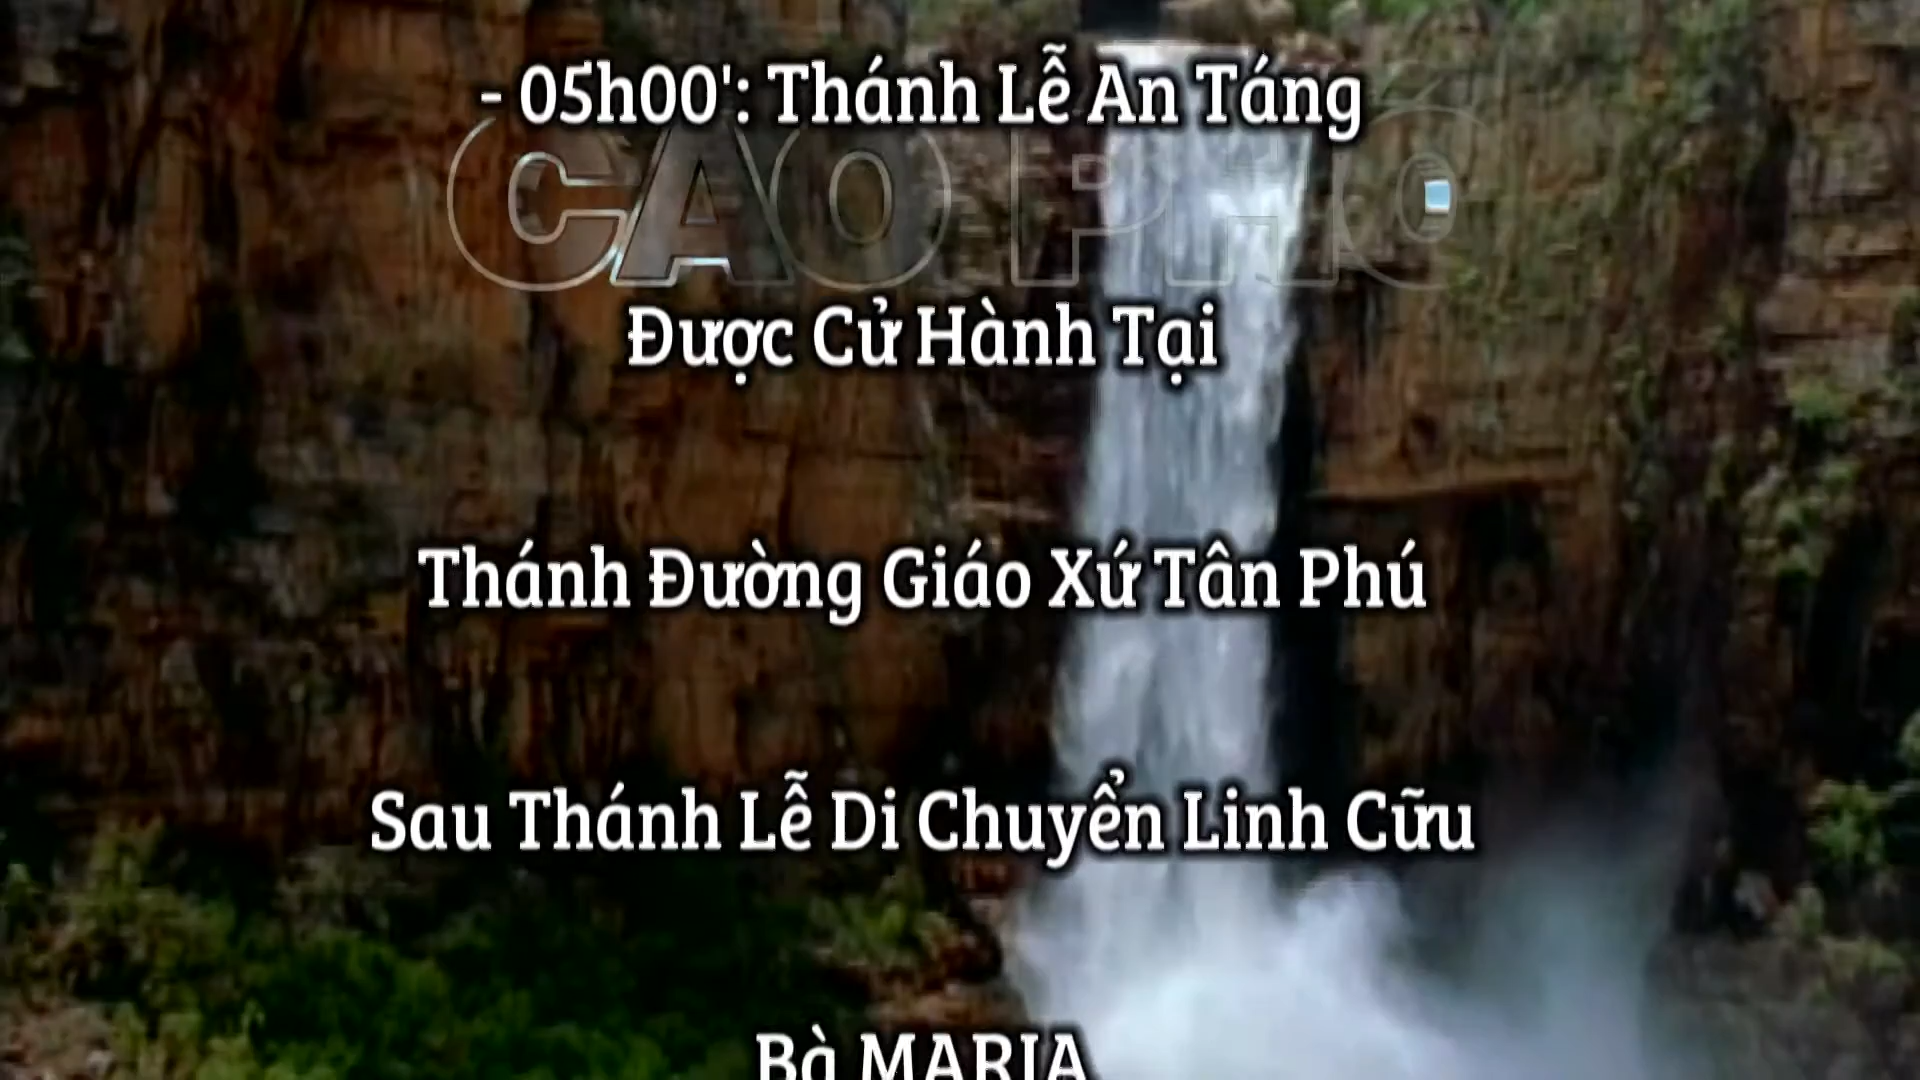 - 05h00': Thánh Lễ An Táng
CÁO PHÓ
Được Cử Hành Tại
Thánh Đường Giáo Xứ Tân Phú
Sau Thánh Lễ Di Chuyển Linh Cữu
Bà MARIA